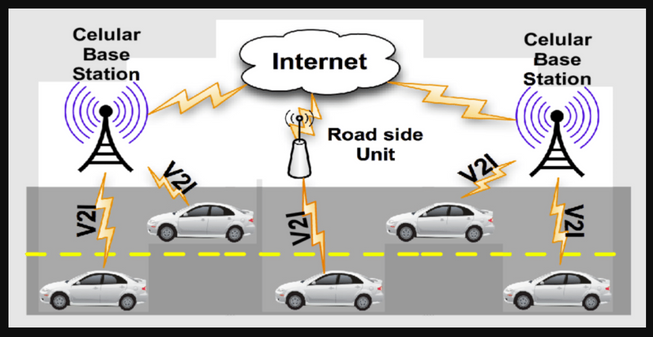 Celular
Base
Station
Internet
Celular
Base
Station
Road side
Unit
V2I
V2I
V2I
V2I
V2I